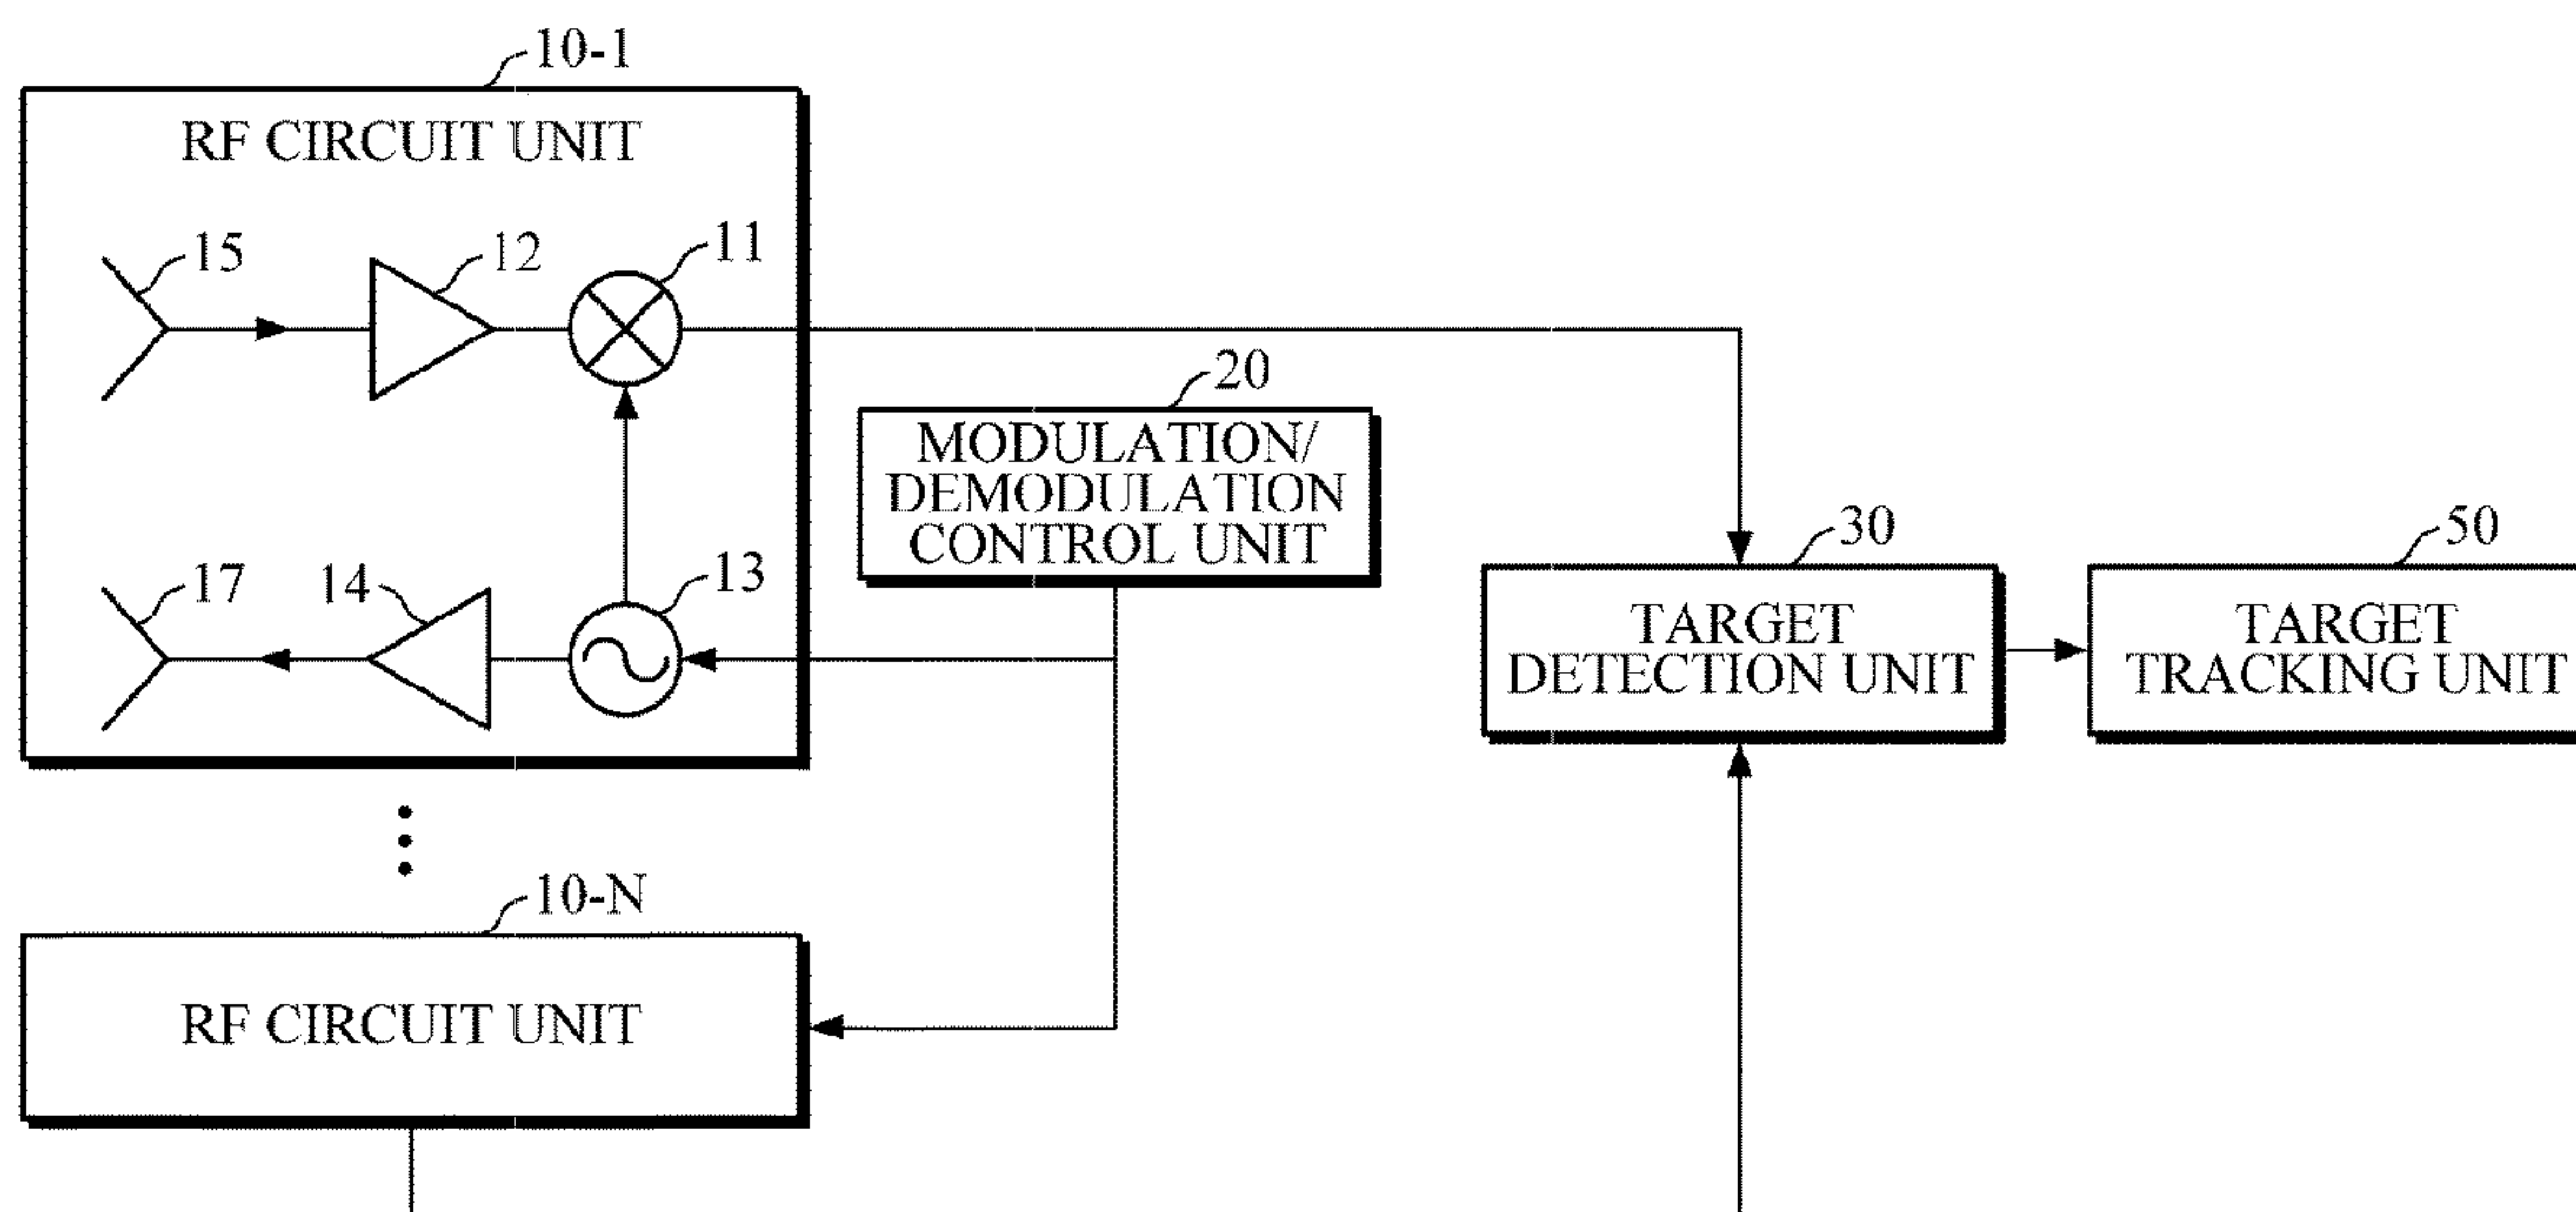 10-1
RF CIRCUIT UNIT
15
12
11
20
MODULATION/
DEMODULATION
CONTROL UNIT
17
14
13
30
TARGET
DETECTION UNIT
50
TARGET
TRACKING UNIT
10-N
RF CIRCUIT UNIT